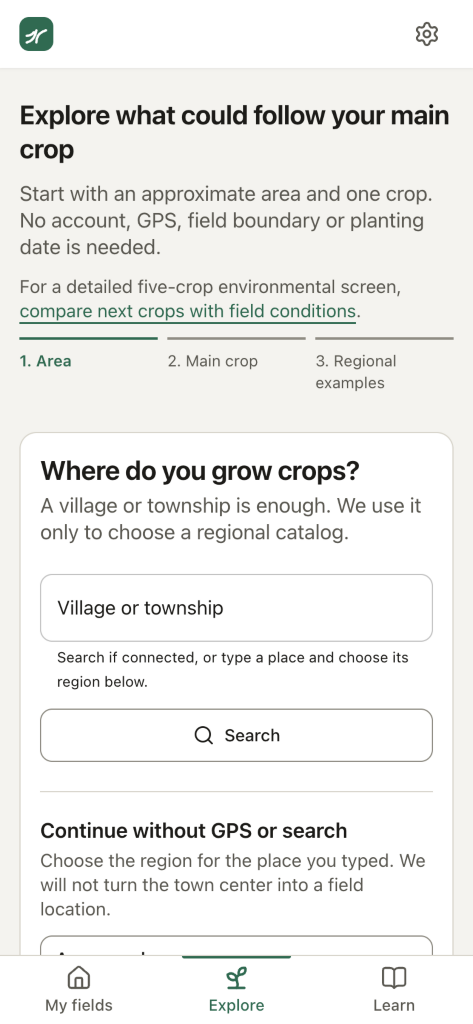 Explore what could follow your main
crop
Start with an approximate area and one crop.
No account, GPS, field boundary or planting
date is needed.
For a detailed five-crop environmental screen,
compare next crops with field conditions.
1. Area
2. Main crop
3. Regional
examples
Where do you grow crops?
A village or township is enough. We use it
only to choose a regional catalog.
Village or township
Search if connected, or type a place and choose its
region below.
Search
Continue without GPS or search
Choose the region for the place you typed. We
will not turn the town center into a field
location.
My fields
Explore
Learn